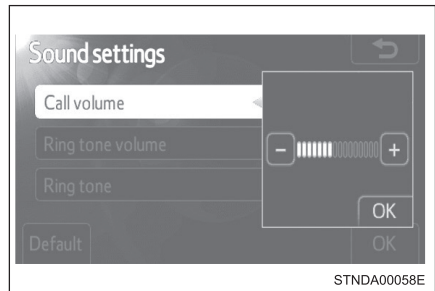 Sound settings
Call volume
Ring tone volume
- +
Ring tone
OK
Default
OK
STNDA00058E